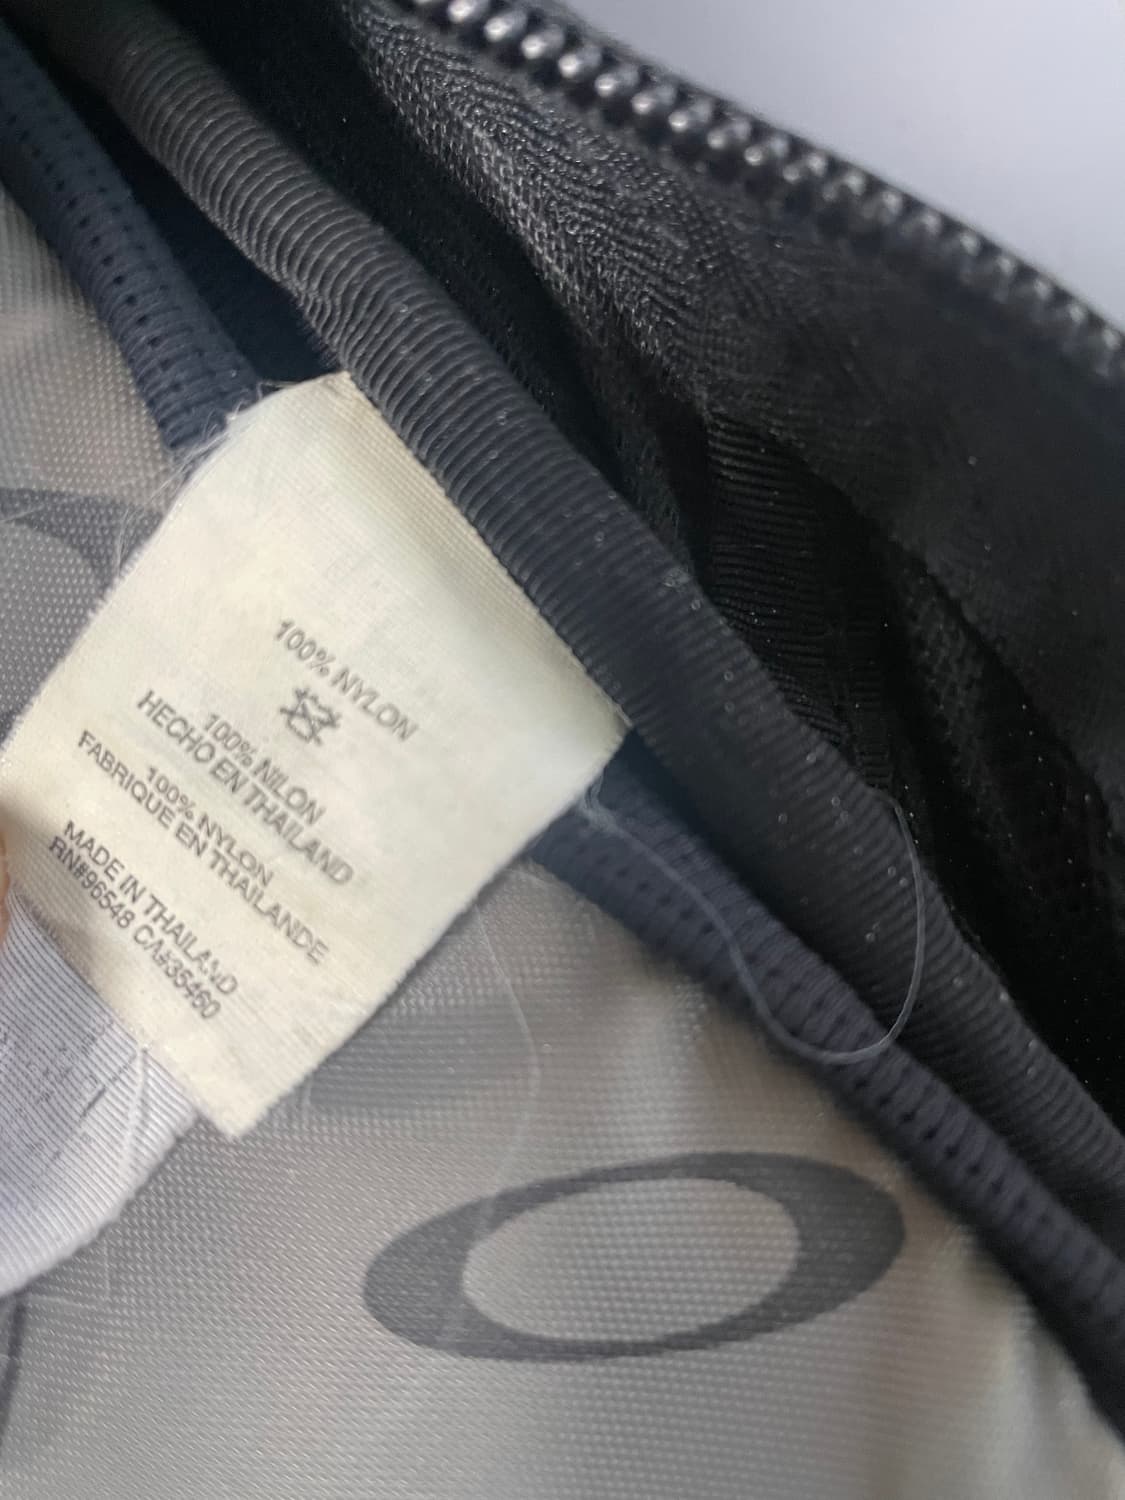 100% NYLON
100% NILON
HECHO EN THAILAND
100% NYLON
FABRIQUE EN THAILANDE
MADE IN THAILAND
RN#96548 CA#35460